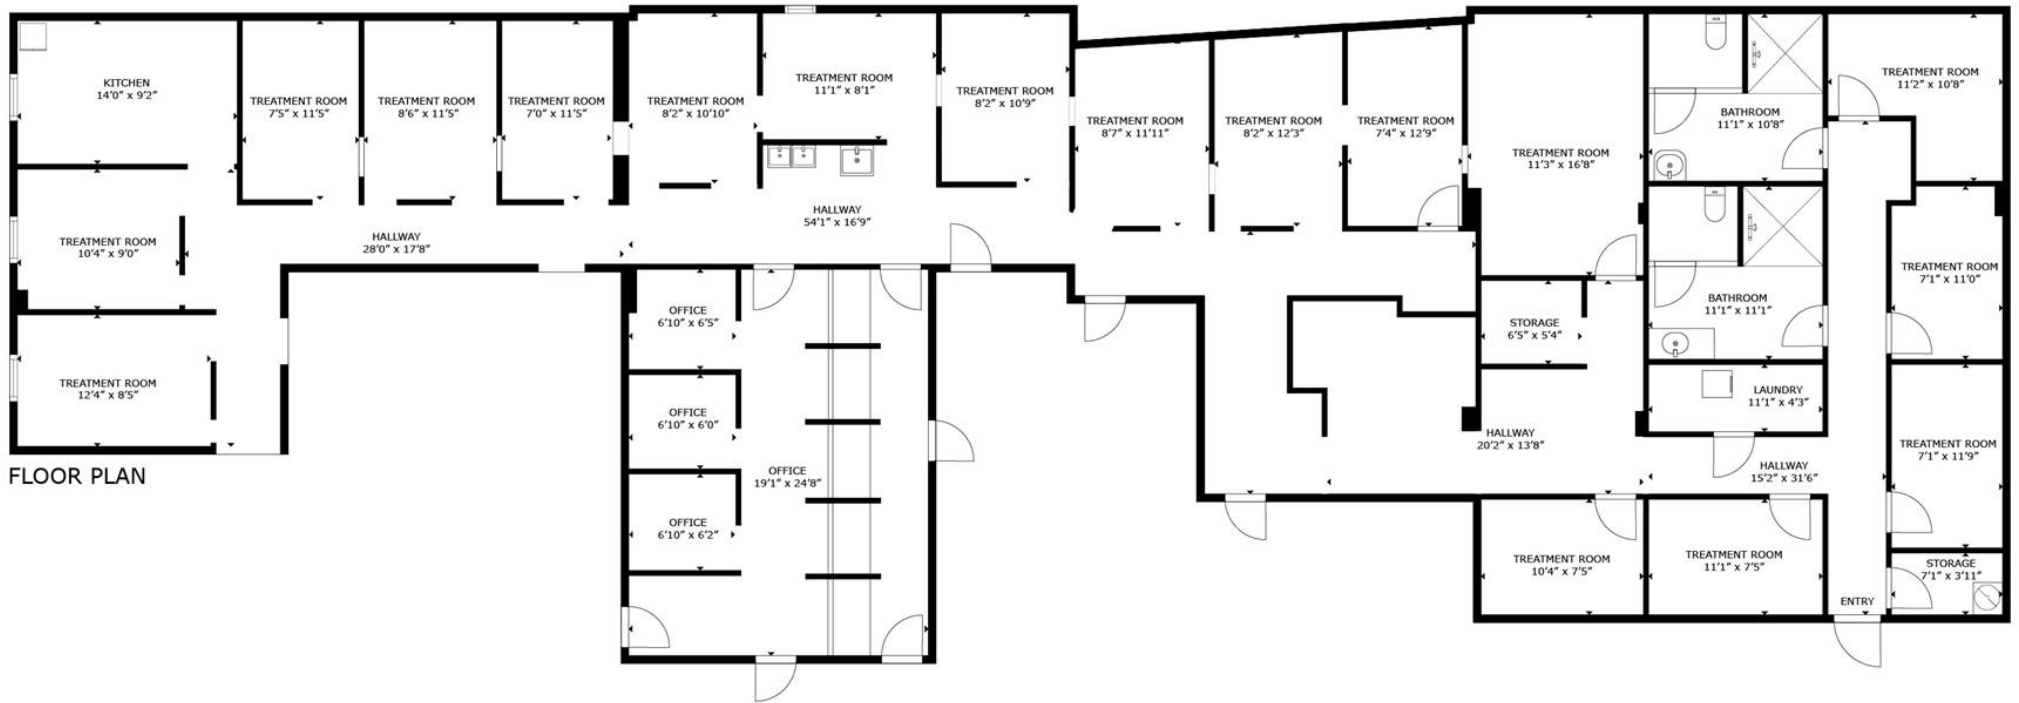 KITCHEN
14'0" x 9'2"
TREATMENT ROOM
7'5" x 11'5"
TREATMENT ROOM
8'6" x 11'5"
TREATMENT ROOM
7'0" x 11'5"
TREATMENT ROOM
8'2" x 10'10"
TREATMENT ROOM
11'1" x 8'1"
TREATMENT ROOM
8'2" x 10'9"
TREATMENT ROOM
8'7" x 11'11"
TREATMENT ROOM
8'2" x 12'3"
TREATMENT ROOM
7'4" x 12'9"
TREATMENT ROOM
11'3" x 16'8"
BATHROOM
11'1" x 10'8"
TREATMENT ROOM
11'2" x 10'8"
TREATMENT ROOM
10'4" x 9'0"
HALLWAY
28'0" x 17'8"
HALLWAY
54'1" x 16'9"
TREATMENT ROOM
7'1" x 11'0"
OFFICE
6'10" x 6'5"
STORAGE
6'5" x 5'4"
BATHROOM
11'1" x 11'1"
TREATMENT ROOM
12'4" x 8'5"
OFFICE
6'10" x 6'0"
LAUNDRY
11'1" x 4'3"
HALLWAY
20'2" x 13'8"
TREATMENT ROOM
7'1" x 11'9"
FLOOR PLAN
OFFICE
19'1" x 24'8"
HALLWAY
15'2" x 31'6"
OFFICE
6'10" x 6'2"
TREATMENT ROOM
10'4" x 7'5"
TREATMENT ROOM
11'1" x 7'5"
STORAGE
7'1" x 3'11"
ENTRY